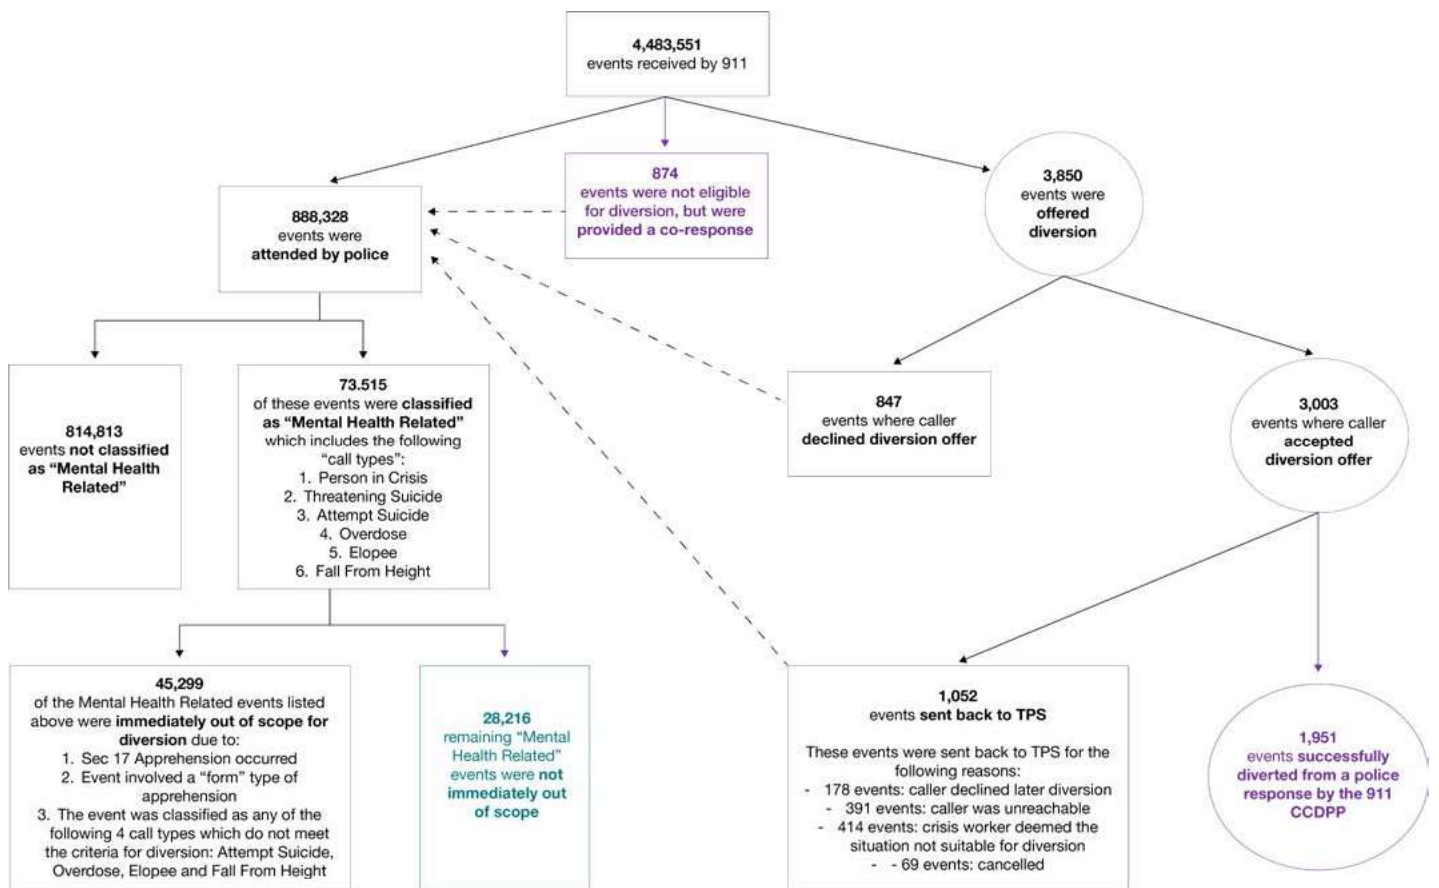 4,483,551
events received by 911
874
events were not eligible
for diversion, but were
provided a co-response
3,850
events were
offered
diversion
888,328
events were
attended by police
814,813
events not classified
as “Mental Health
Related”
73.515
of these events were classified
as “Mental Health Related”
which includes the following
“call types”:
1. Person in Crisis
2. Threatening Suicide
3. Attempt Suicide
4. Overdose
5. Elopee
6. Fall From Height
847
events where caller
declined diversion offer
3,003
events where caller
accepted
diversion offer
45,299
of the Mental Health Related events listed
above were immediately out of scope for
diversion due to:
1. Sec 17 Apprehension occurred
2. Event involved a “form” type of
apprehension
3. The event was classified as any of the
following 4 call types which do not meet
the criteria for diversion: Attempt Suicide,
Overdose, Elopee and Fall From Height
28,216
remaining “Mental
Health Related”
events were not
immediately out
of scope
1,052
events sent back to TPS
These events were sent back to TPS for the
following reasons:
- 178 events: caller declined later diversion
- 391 events: caller was unreachable
- 414 events: crisis worker deemed the
situation not suitable for diversion
- - 69 events: cancelled
1,951
events successfully
diverted from a police
response by the 911
CCDPP